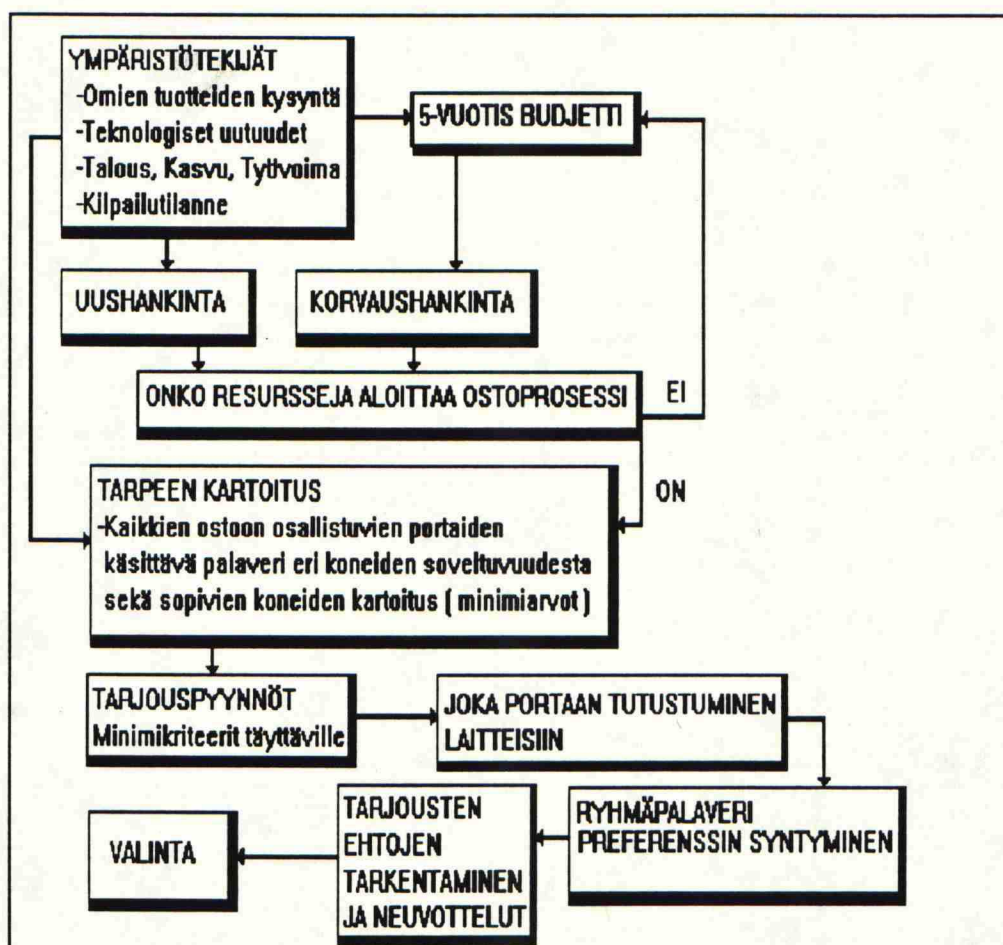 YMPÄRISTÖTEKIJÄT
-Omien tuotteiden kysyntä
-Teknologiset uutuudet
-Talous, Kasvu, Tytvoima
-Kilpailutilanne
5-VUOTIS BUDJETTI
UUSHANKINTA
KORVAUSHANKINTA
ONKO RESURSSEJA ALOITTAA OSTOPROSESSI
EI
ON
TARPEEN KARTOITUS
-Kaikkien ostoon osallistuvien portaiden
käsittävä palaveri eri koneiden soveltuvuudesta
sekä sopivien koneiden kartoitus ( minimiarvot )
TARJOUSPYYNNÖT
Minimikriteerit täyttäville
JOKA PORTAAN TUTUSTUMINEN
LAITTEISIIN
RYHMÄPALAVERI
PREFERENSSIN SYNTYMINEN
TARJOUSTEN
EHTOJEN
TARKENTAMINEN
JA NEUVOTTELUT
VALINTA